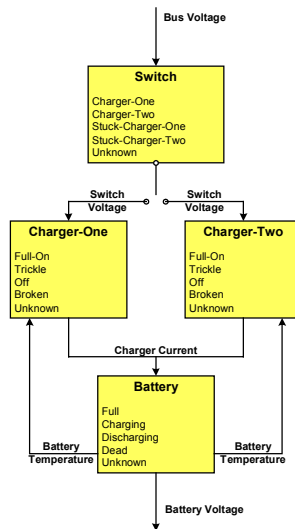 Bus Voltage
Switch
Charger-One
Charger-Two
Stuck-Charger-One
Stuck-Charger-Two
Unknown
Switch
Voltage
Switch
Voltage
Charger-One
Full-On
Trickle
Off
Broken
Unknown
Charger-Two
Full-On
Trickle
Off
Broken
Unknown
Charger Current
Battery
Full
Charging
Discharging
Dead
Unknown
Battery
Temperature
Battery
Temperature
Battery Voltage